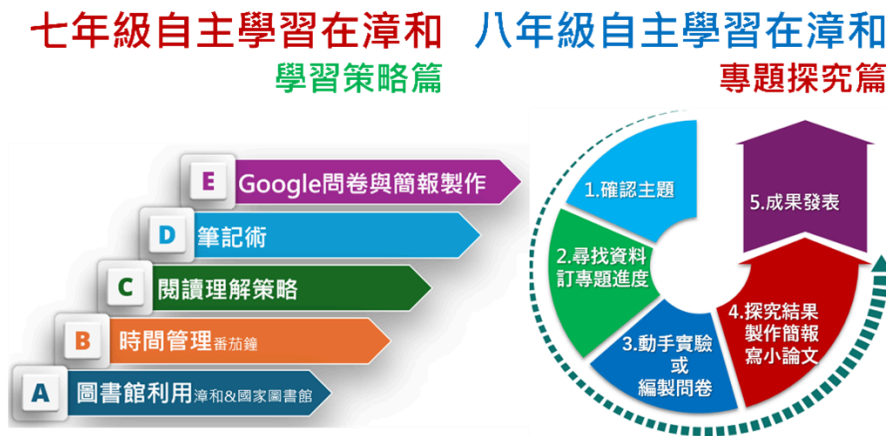 七年級自主學習在漳和
學習策略篇
E Google問卷與簡報製作
D 筆記術
C 閱讀理解策略
B 時間管理番茄鐘
A 圖書館利用漳和&國家圖書館
八年級自主學習在漳和
專題探究篇
1.確認主題
2.尋找資料
訂專題進度
3.動手實驗
或
編製問卷
4.探究結果
製作簡報
寫小論文
5.成果發表